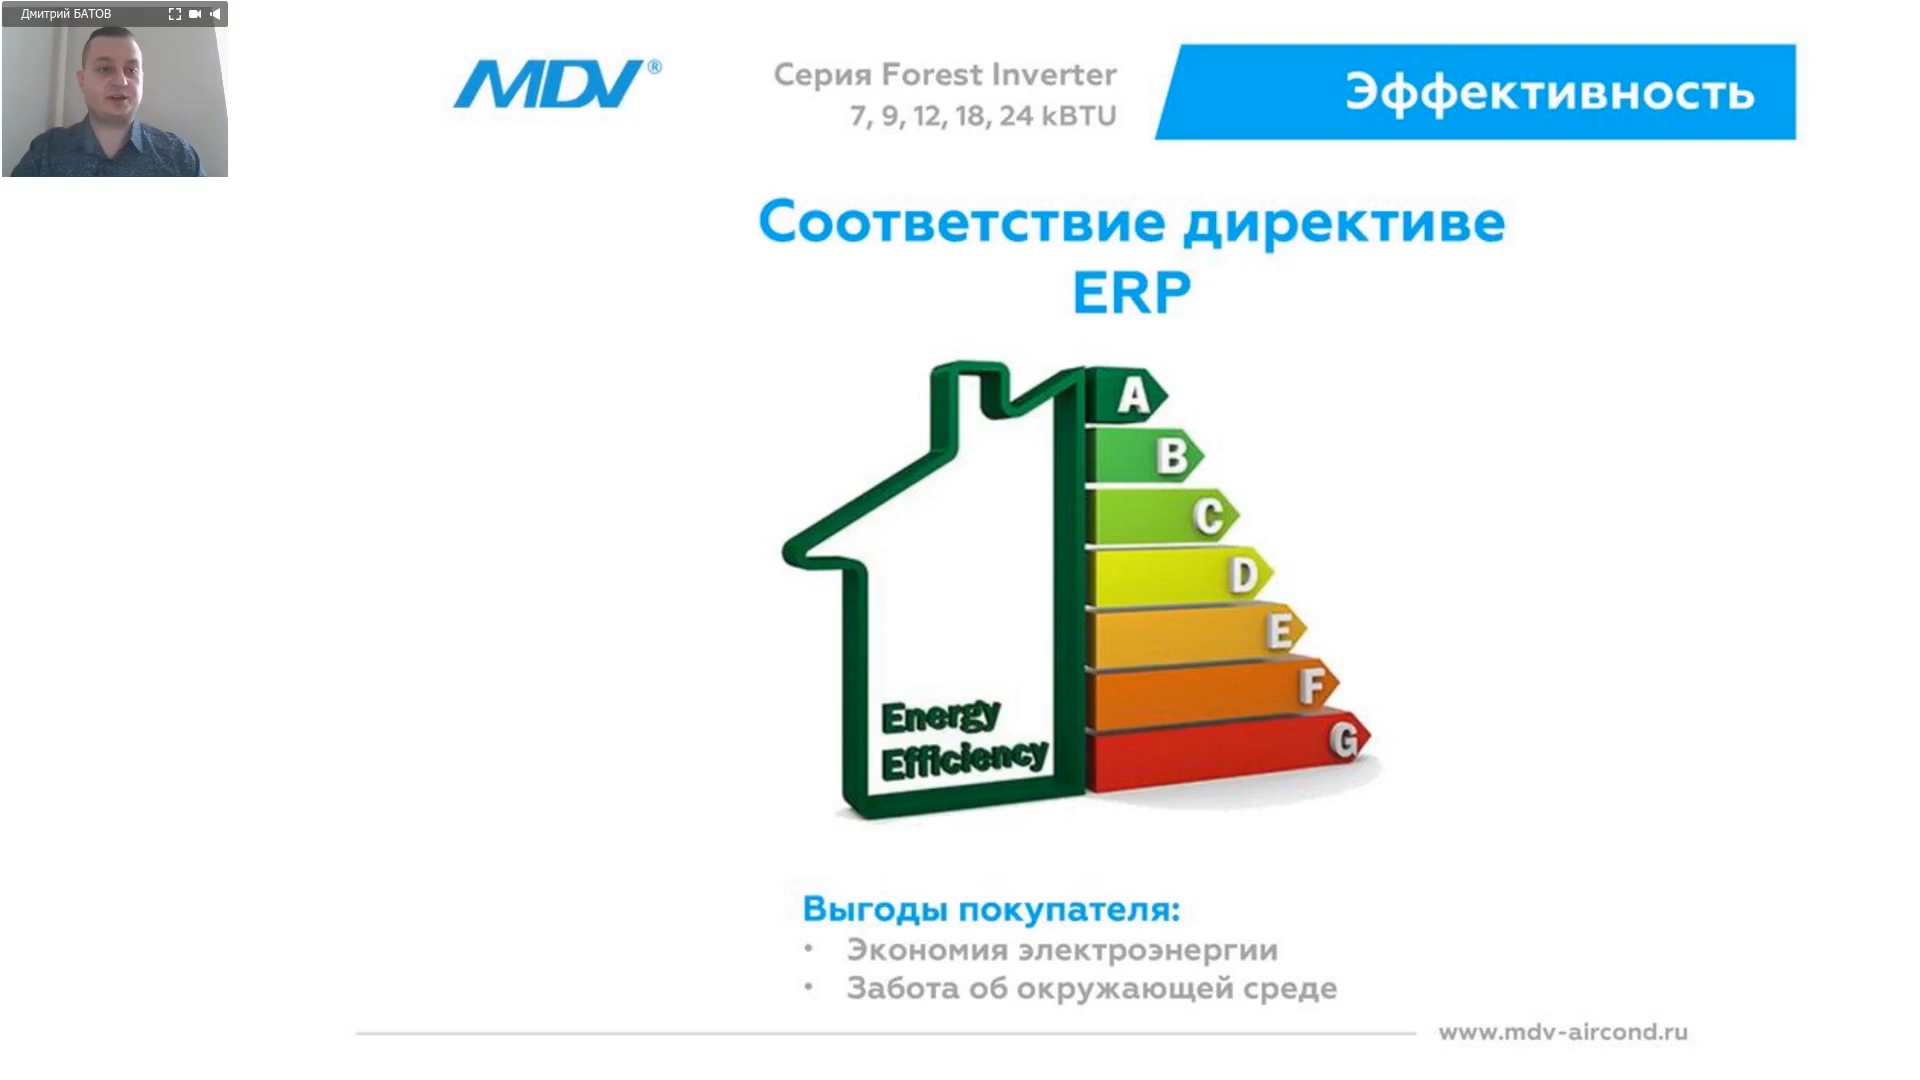 Дмитрий БАТОВ
MDV®
Серия Forest Inverter
7, 9, 12, 18, 24 kBTU
Эффективность
Соответствие директиве
ERP
A
B
C
D
E
F
G
Energy
Efficiency
Выгоды покупателя:
• Экономия электроэнергии
• Забота об окружающей среде
www.mdv-aircond.ru